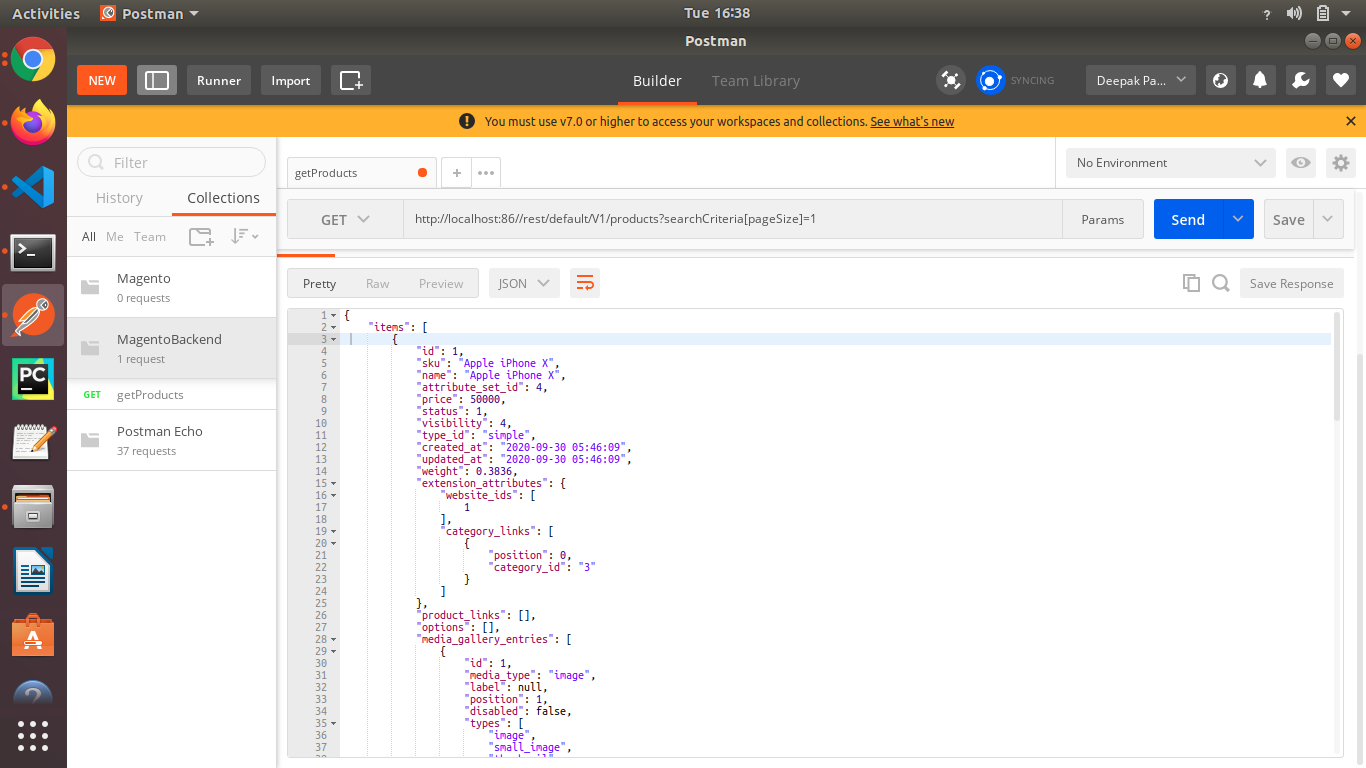 Activities
Postman
Tue 16:38
?
Postman
NEW
Runner
Import
Builder
Team Library
SYNCING
Deepak Pa...
You must use v7.0 or higher to access your workspaces and collections. See what's new
Filter
History
Collections
All Me Team
Magento
0 requests
MagentoBackend
1 request
GET getProducts
Postman Echo
37 requests
getProducts
+
•••
No Environment
GET
http://localhost:86//rest/default/V1/products?searchCriteria[pageSize]=1
Params
Send
Save
Pretty
Raw
Preview
JSON
Save Response
1 {
2 "items": [
3 {
4 "id": 1,
5 "sku": "Apple iPhone X",
6 "name": "Apple iPhone X",
7 "attribute_set_id": 4,
8 "price": 50000,
9 "status": 1,
10 "visibility": 4,
11 "type_id": "simple",
12 "created_at": "2020-09-30 05:46:09",
13 "updated_at": "2020-09-30 05:46:09",
14 "weight": 0.3836,
15 "extension_attributes": {
16 "website_ids": [
17 1
18 ],
19 "category_links": [
20 {
21 "position": 0,
22 "category_id": "3"
23 }
24 ]
25 },
26 "product_links": [],
27 "options": [],
28 "media_gallery_entries": [
29 {
30 "id": 1,
31 "media_type": "image",
32 "label": null,
33 "position": 1,
34 "disabled": false,
35 "types": [
36 "image",
37 "small_image",
PC